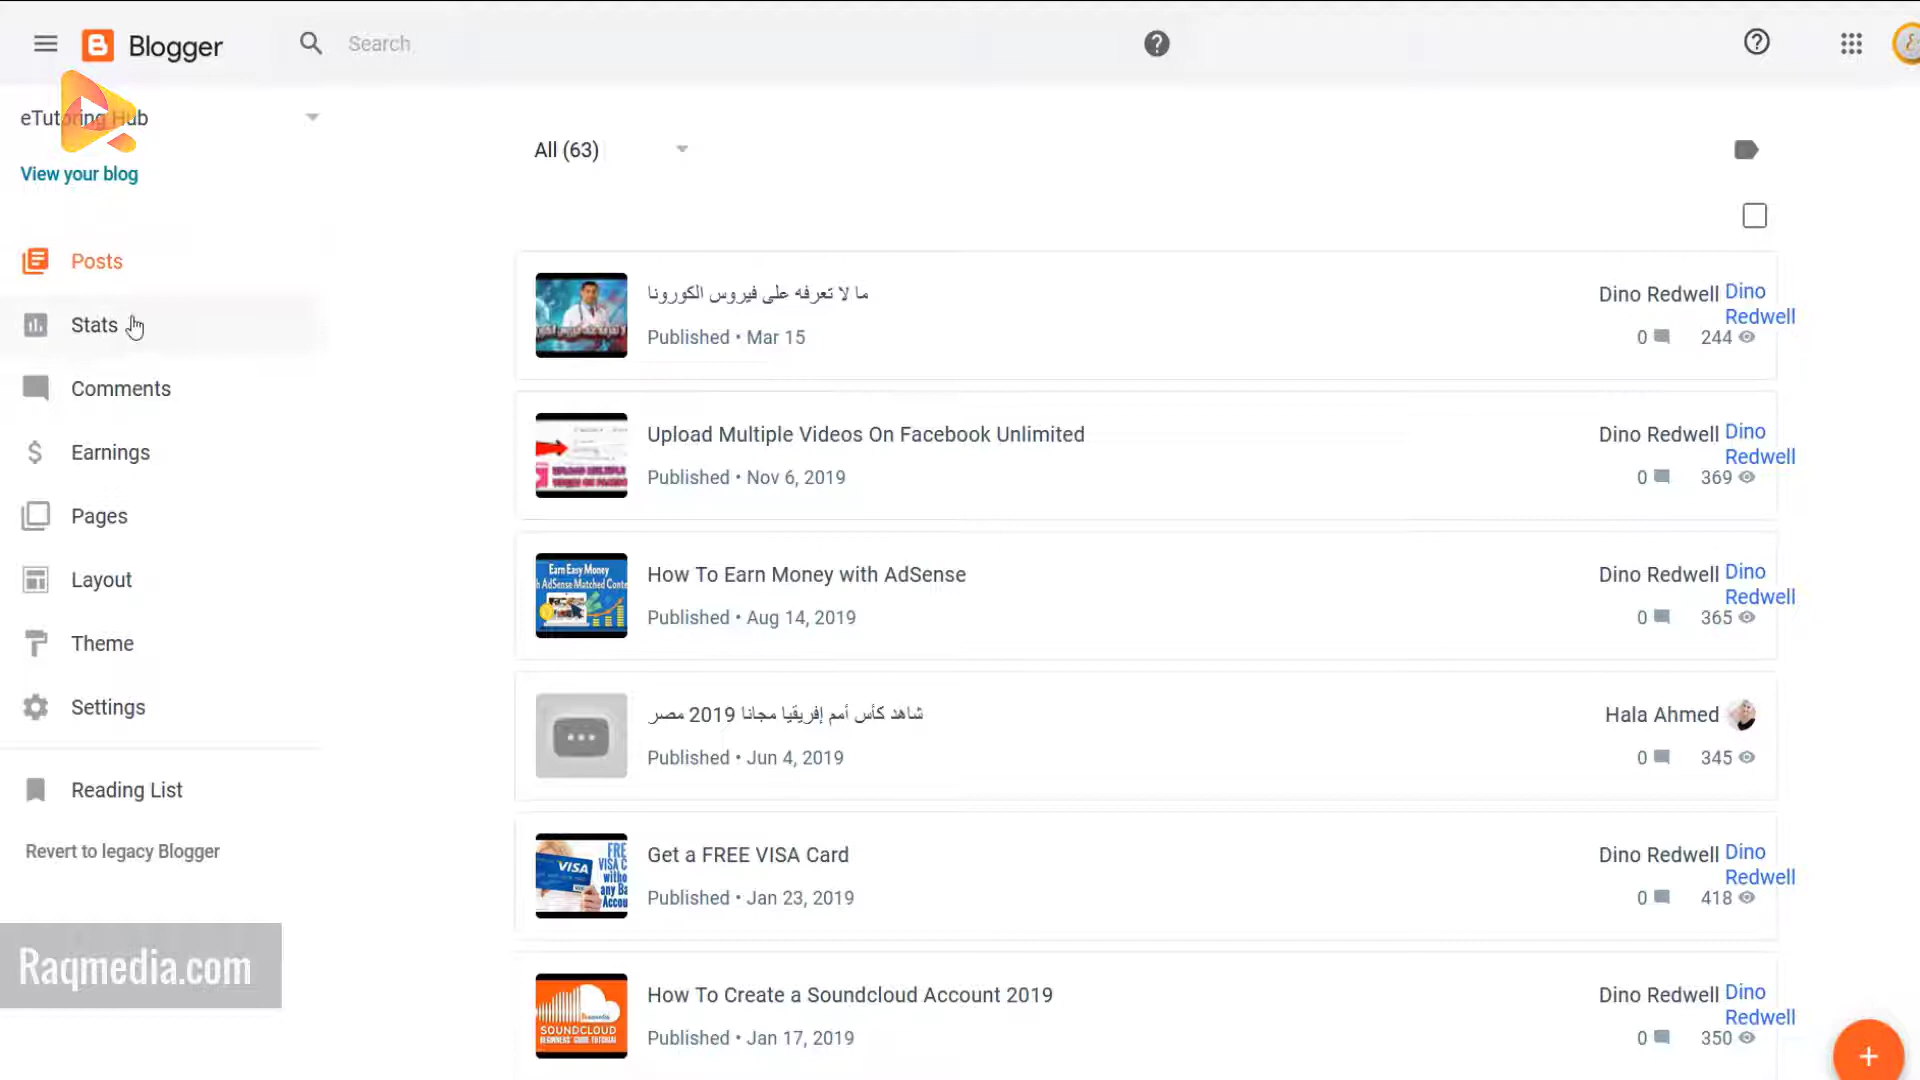 Blogger
Search
eTutoring Hub
View your blog
All (63)
Posts
Stats
Comments
Earnings
Pages
Layout
Theme
Settings
Reading List
Revert to legacy Blogger
Raqmedia.com
ما لا تعرفه على فيروس الكورونا
Dino Redwell Dino Redwell
Published • Mar 15
0 244
Upload Multiple Videos On Facebook Unlimited
Dino Redwell Dino Redwell
Published • Nov 6, 2019
0 369
Earn Easy Money
How To Earn Money with AdSense
Dino Redwell Dino Redwell
Published • Aug 14, 2019
0 365
شاهد كأس أمم إفريقيا مجانا 2019 مصر
Hala Ahmed
Published • Jun 4, 2019
0 345
VISA
Get a FREE VISA Card
Dino Redwell Dino Redwell
Published • Jan 23, 2019
0 418
SOUNDCLOUD
How To Create a Soundcloud Account 2019
Dino Redwell Dino Redwell
Published • Jan 17, 2019
0 350